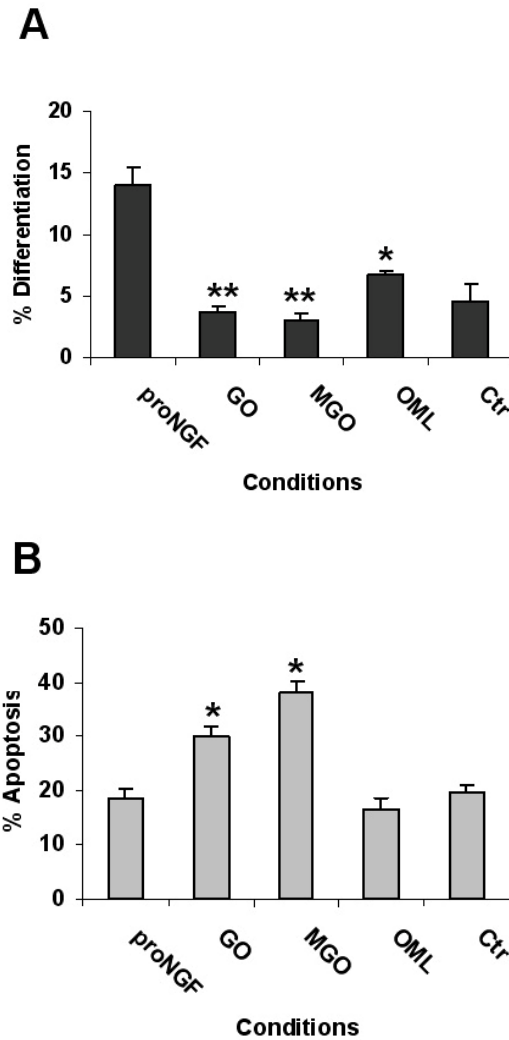 A
20
15
10
5
0
% Differentiation
**
**
*
proNGF
GO
MGO
OML
Ctr
Conditions
B
50
40
30
20
10
0
% Apoptosis
*
*
proNGF
GO
MGO
OML
Ctr
Conditions